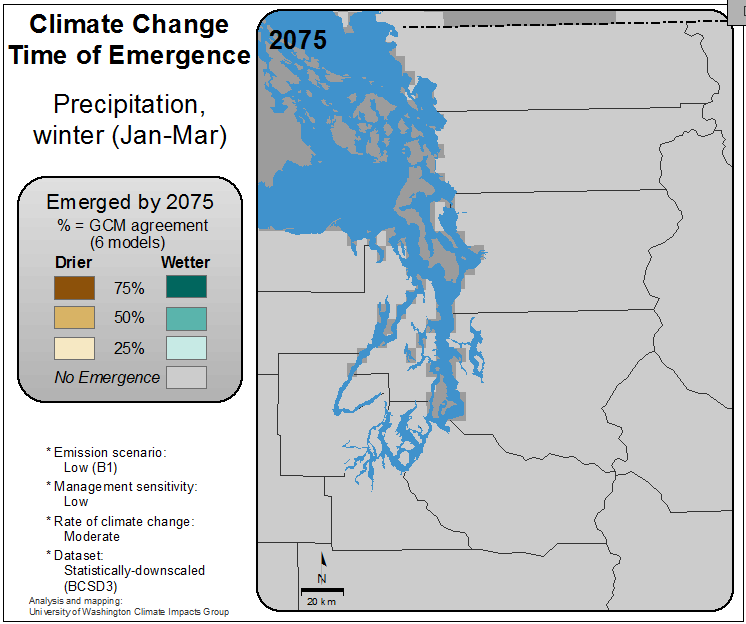 Climate Change
Time of Emergence
Precipitation,
winter (Jan-Mar)
Emerged by 2075
% = GCM agreement
(6 models)
Drier Wetter
75%
50%
25%
No Emergence
* Emission scenario:
Low (B1)
* Management sensitivity:
Low
* Rate of climate change:
Moderate
* Dataset:
Statistically-downscaled
(BCSD3)
Analysis and mapping:
University of Washington Climate Impacts Group
2075
N
20 km